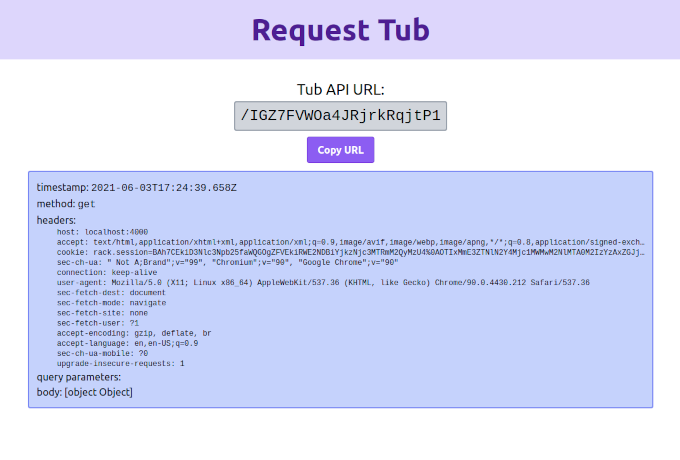 Request Tub
Tub API URL:
/IGZ7FVWOa4JRjrkRqjtP1
Copy URL
timestamp: 2021-06-03T17:24:39.658Z
method: get
headers:
host: localhost:4000
accept: text/html,application/xhtml+xml,application/xml;q=0.9,image/avif,image/webp,image/apng,*/*;q=0.8,application/signed-exch…
cookie: rack.session=BAh7CEkiD3Nlc3Npb25faWQGOgZFVEkiRWE2NDBiYjkzNjc3MTRmM2QyMzU4%0AOTIxMmE3ZTNlN2Y4Mjc1MWMwM2NlMTA0M2IzYzAxZGJj…
sec-ch-ua: " Not A;Brand";v="99", "Chromium";v="90", "Google Chrome";v="90"
connection: keep-alive
user-agent: Mozilla/5.0 (X11; Linux x86_64) AppleWebKit/537.36 (KHTML, like Gecko) Chrome/90.0.4430.212 Safari/537.36
sec-fetch-dest: document
sec-fetch-mode: navigate
sec-fetch-site: none
sec-fetch-user: ?1
accept-encoding: gzip, deflate, br
accept-language: en,en-US;q=0.9
sec-ch-ua-mobile: ?0
upgrade-insecure-requests: 1
query parameters:
body: [object Object]